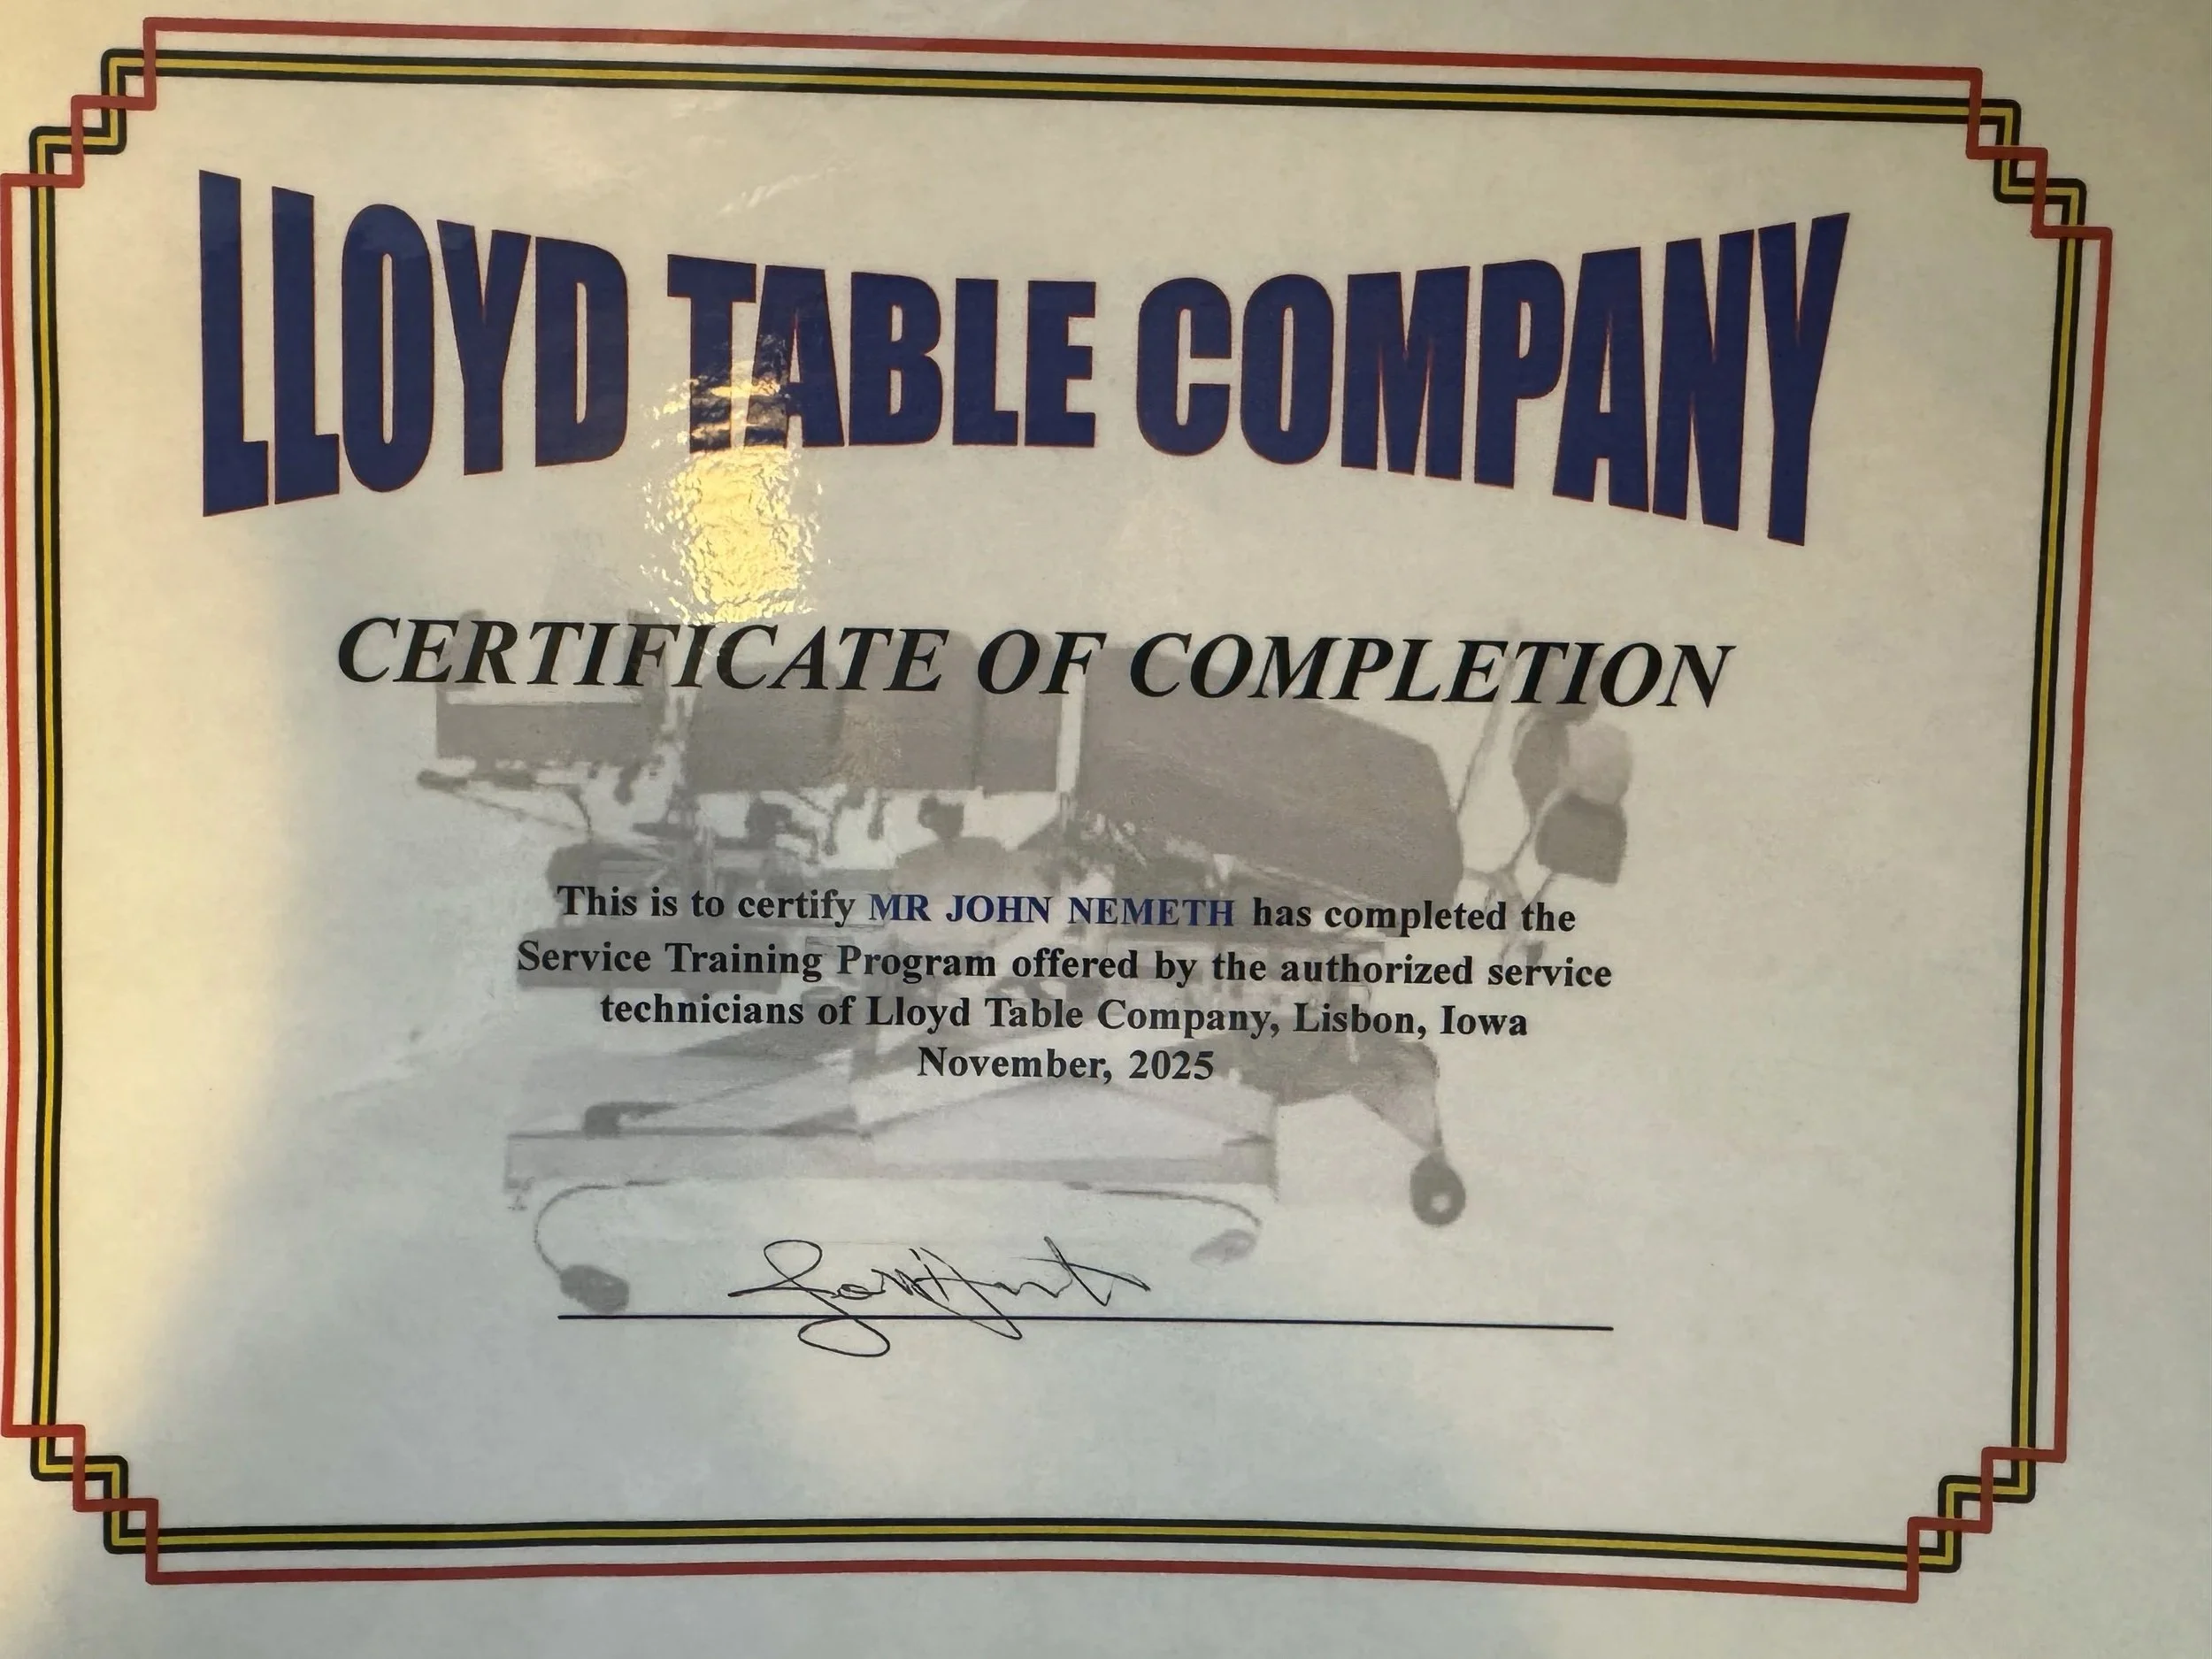 LLOYD TABLE COMPANY
CERTIFICATE OF COMPLETION
This is to certify MR JOHN NEMETH has completed the
Service Training Program offered by the authorized service
technicians of Lloyd Table Company, Lisbon, Iowa
November, 2025